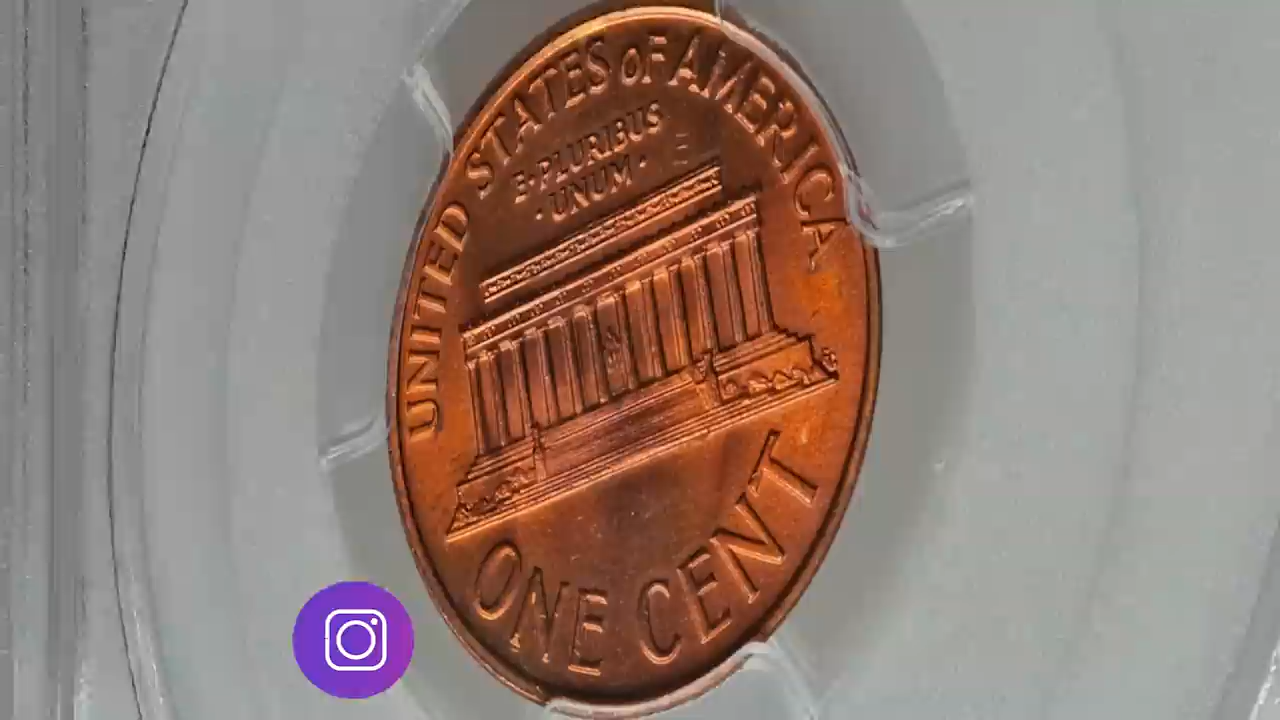 UNITED STATES oF AMERICA
E·PLURIBUS
·UNUM·
ONE CENT